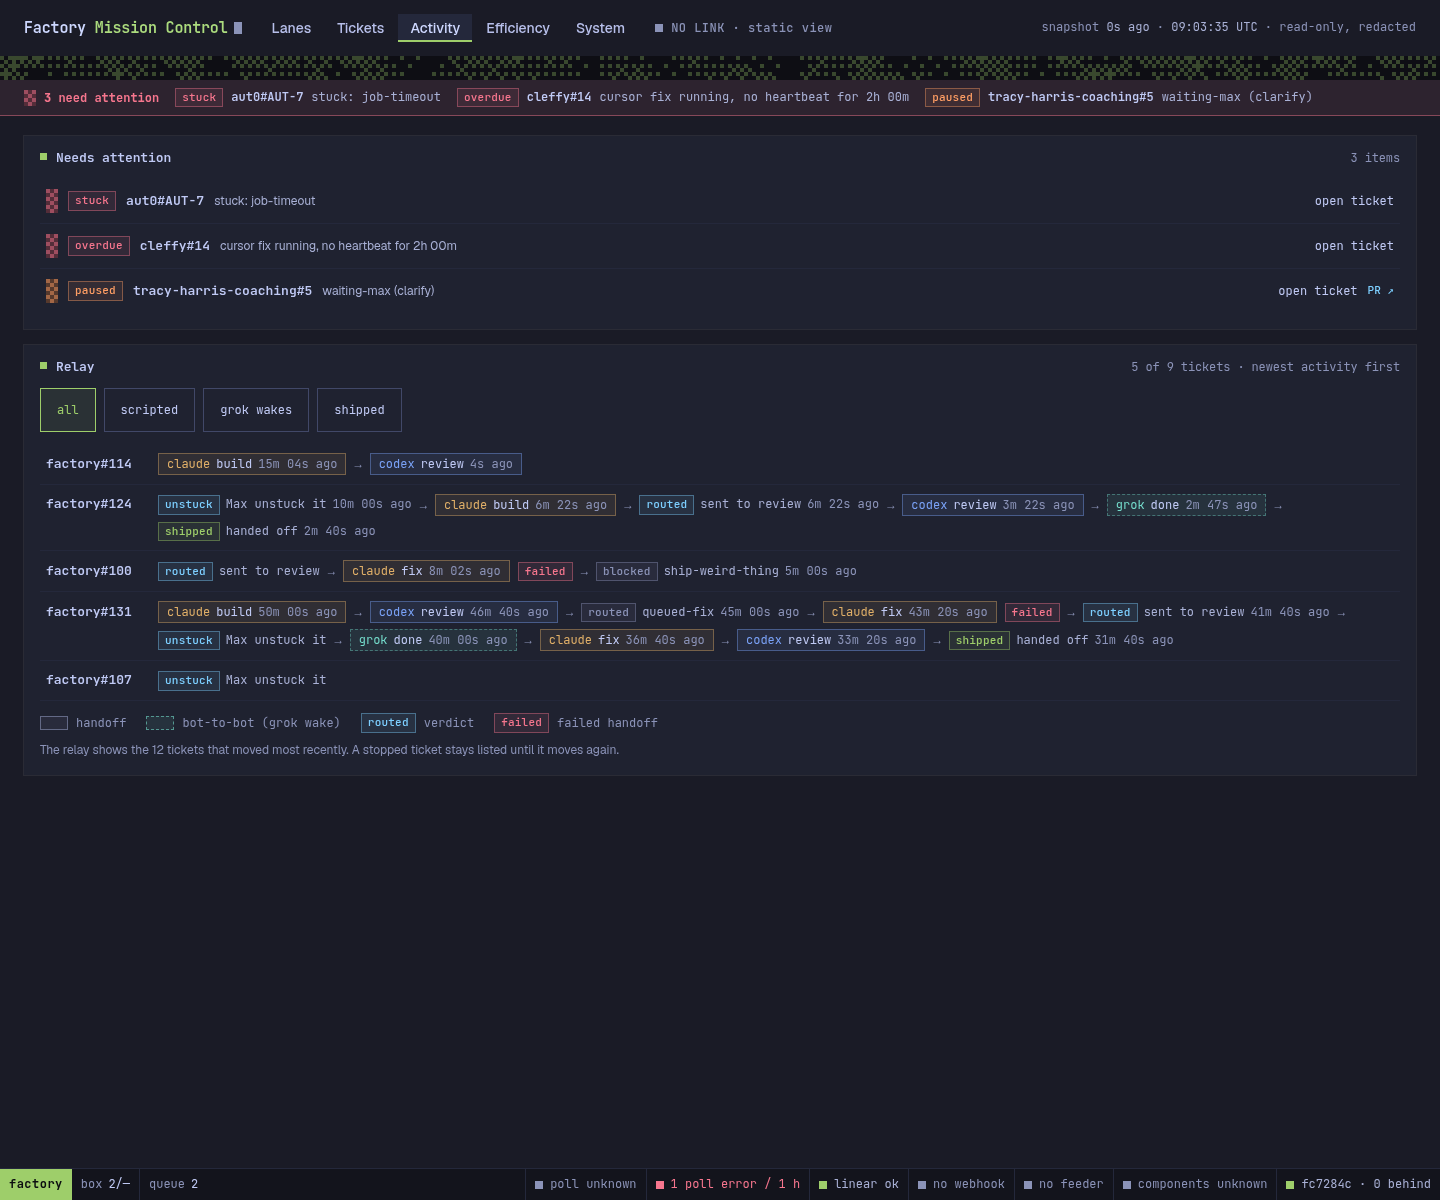 Factory Mission Control Lanes Tickets Activity Efficiency System NO LINK · static view snapshot 0s ago · 09:03:35 UTC · read-only, redacted
3 need attention stuck aut0#AUT-7 stuck: job-timeout overdue cleffy#14 cursor fix running, no heartbeat for 2h 00m paused tracy-harris-coaching#5 waiting-max (clarify)
Needs attention 3 items
stuck aut0#AUT-7 stuck: job-timeout open ticket
overdue cleffy#14 cursor fix running, no heartbeat for 2h 00m open ticket
paused tracy-harris-coaching#5 waiting-max (clarify) open ticket PR ↗
Relay 5 of 9 tickets · newest activity first
all scripted grok wakes shipped
factory#114 claude build 15m 04s ago → codex review 4s ago
factory#124 unstuck Max unstuck it 10m 00s ago → claude build 6m 22s ago → routed sent to review 6m 22s ago → codex review 3m 22s ago → grok done 2m 47s ago →
shipped handed off 2m 40s ago
factory#100 routed sent to review → claude fix 8m 02s ago failed → blocked ship-weird-thing 5m 00s ago
factory#131 claude build 50m 00s ago → codex review 46m 40s ago → routed queued-fix 45m 00s ago → claude fix 43m 20s ago failed → routed sent to review 41m 40s ago →
unstuck Max unstuck it → grok done 40m 00s ago → claude fix 36m 40s ago → codex review 33m 20s ago → shipped handed off 31m 40s ago
factory#107 unstuck Max unstuck it
handoff bot-to-bot (grok wake) routed verdict failed failed handoff
The relay shows the 12 tickets that moved most recently. A stopped ticket stays listed until it moves again.
factory box 2/— queue 2 poll unknown 1 poll error / 1 h linear ok no webhook no feeder components unknown fc7284c · 0 behind